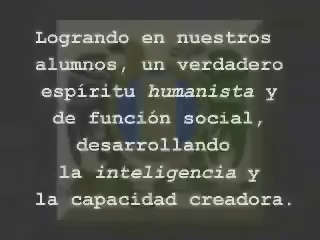 Logrando en nuestros
alumnos, un verdadero
espíritu humanista y
de función social,
desarrollando
la inteligencia y
la capacidad creadora.